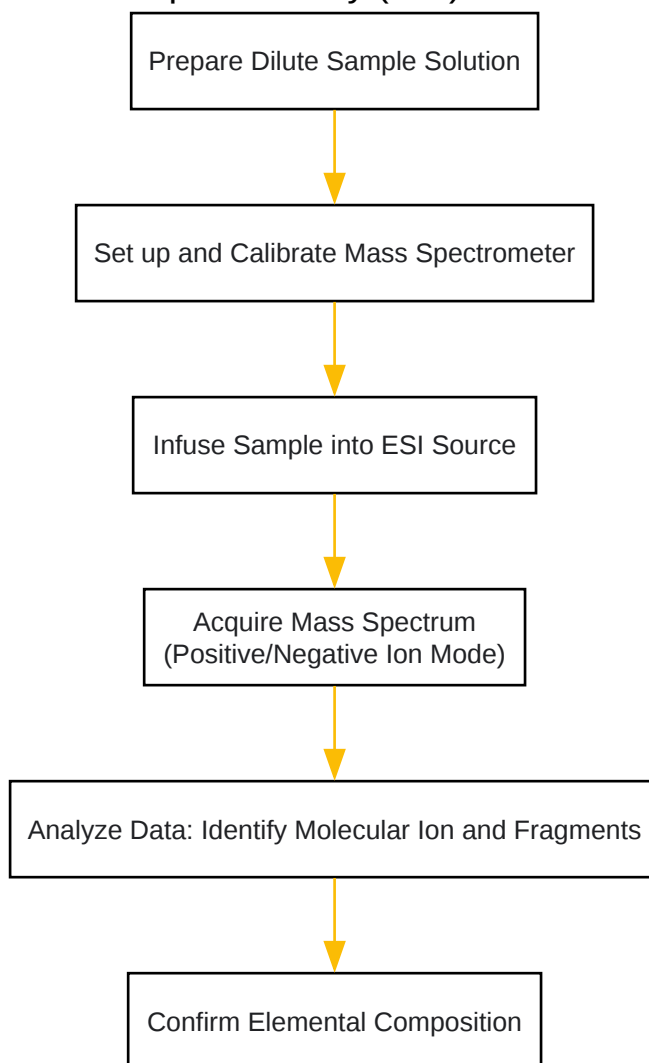 Prepare Dilute Sample Solution
Set up and Calibrate Mass Spectrometer
Infuse Sample into ESI Source
Acquire Mass Spectrum
(Positive/Negative Ion Mode)
Analyze Data: Identify Molecular Ion and Fragments
Confirm Elemental Composition